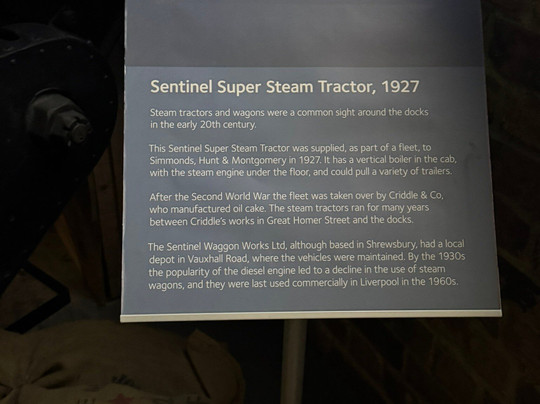 Sentinel Super Steam Tractor, 1927
Steam tractors and wagons were a common sight around the docks
in the early 20th century.
This Sentinel Super Steam Tractor was supplied, as part of a fleet, to
Simmonds, Hunt & Montgomery in 1927. It has a vertical boiler in the cab,
with the steam engine under the floor, and could pull a variety of trailers.
After the Second World War the fleet was taken over by Criddle & Co,
who manufactured oil cake. The steam tractors ran for many years
between Criddle's works in Great Homer Street and the docks.
The Sentinel Waggon Works Ltd, although based in Shrewsbury, had a local
depot in Vauxhall Road, where the vehicles were maintained. By the 1930s
the popularity of the diesel engine led to a decline in the use of steam
wagons, and they were last used commercially in Liverpool in the 1960s.